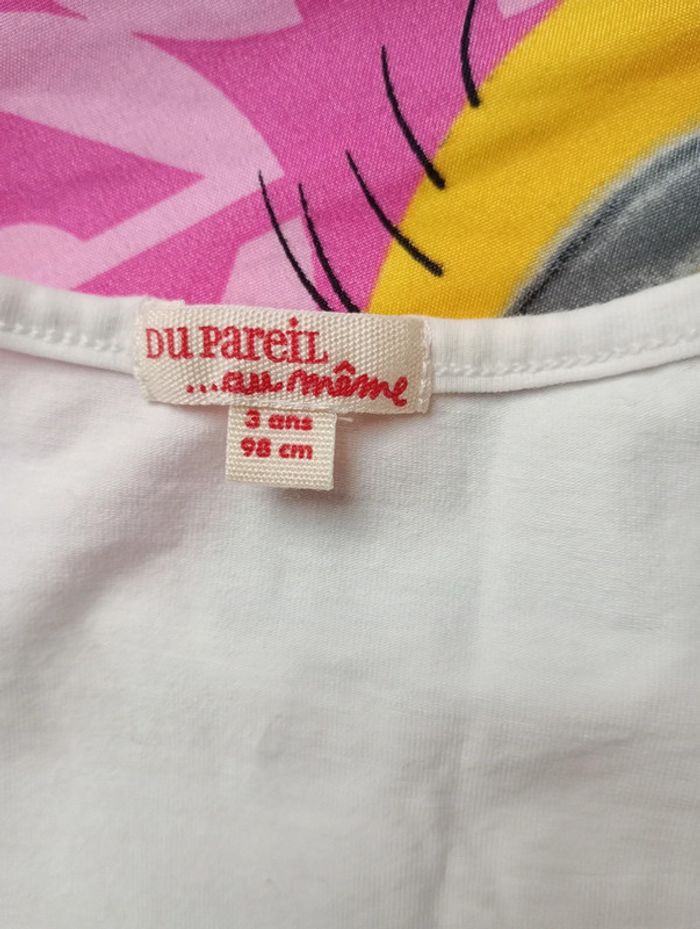 DU PareiL
...au même
3 ans
98 cm